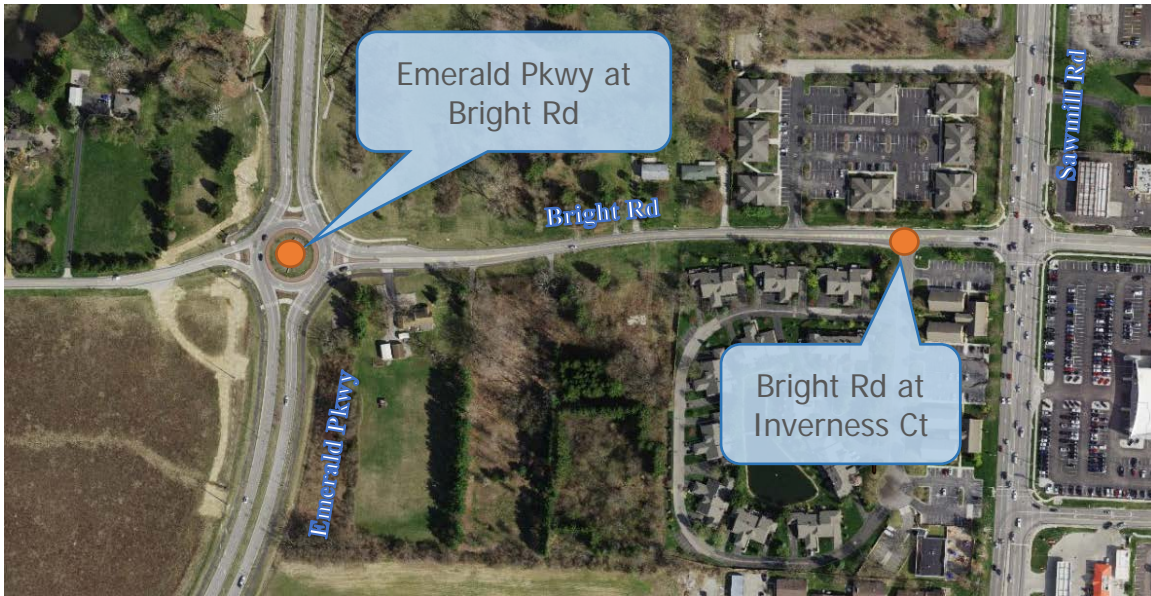 Emerald Pkwy at
Bright Rd
Sawmill Rd
Bright Rd
Emerald Pkwy
Bright Rd at
Inverness Ct